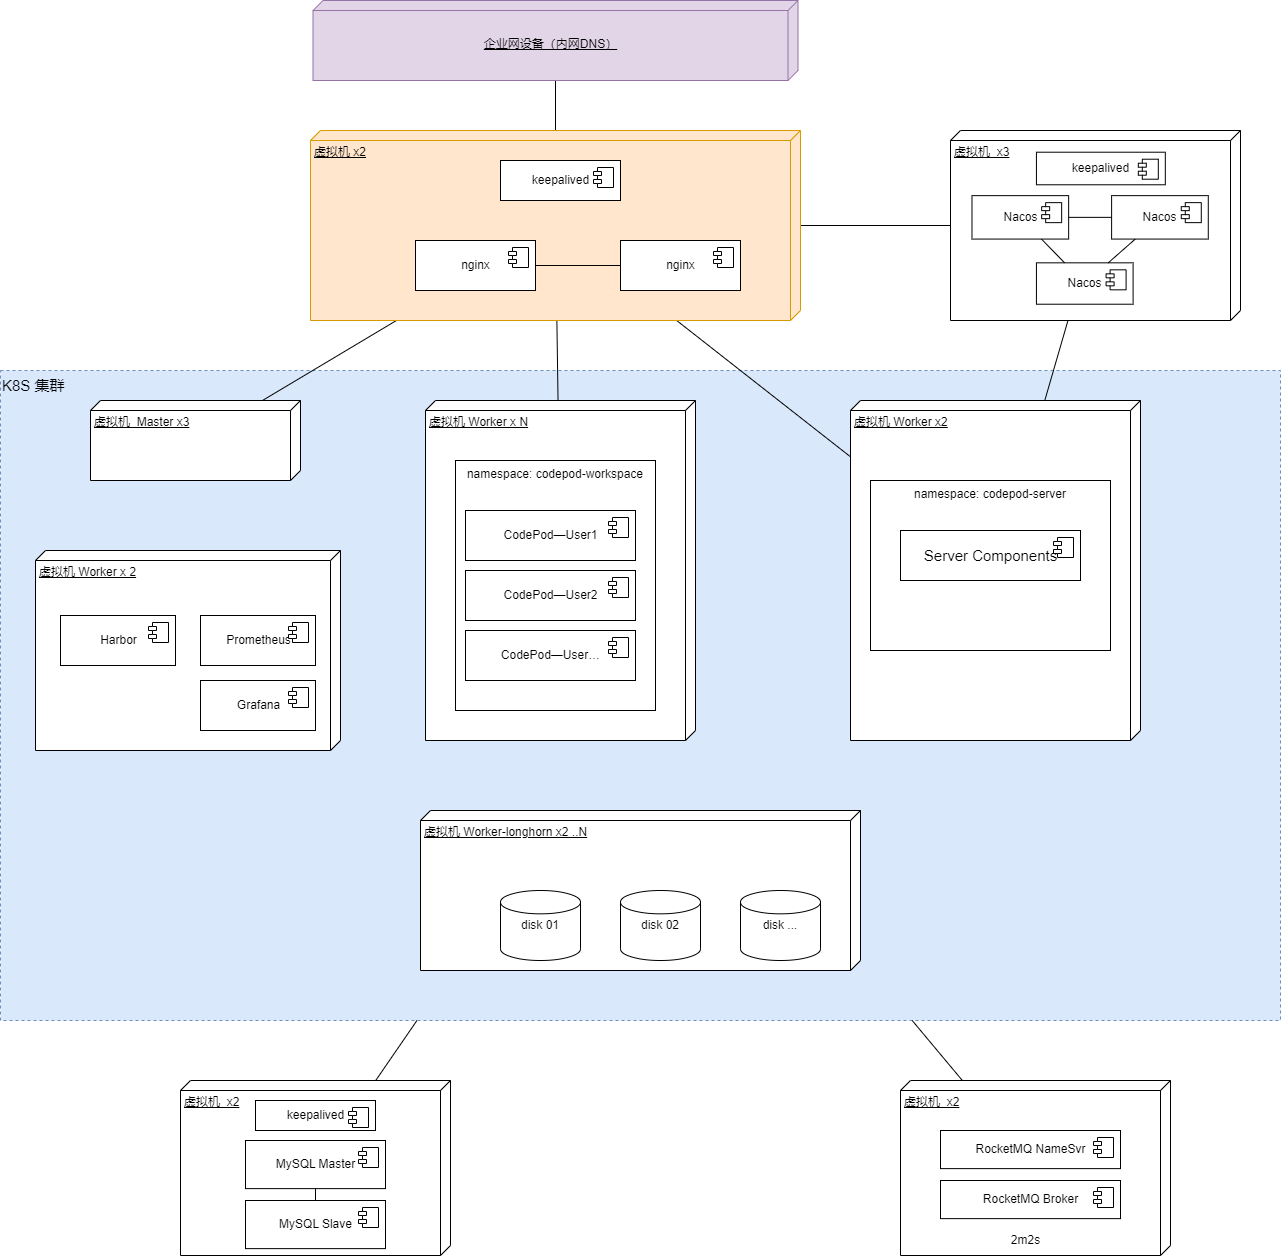 企业网设备（内网DNS）
虚拟机 x2
keepalived
nginx
nginx
虚拟机  x3
keepalived
Nacos
Nacos
Nacos
K8S 集群
虚拟机  Master x3
虚拟机 Worker x N
namespace: codepod-workspace
CodePod—User1
CodePod—User2
CodePod—User...
虚拟机 Worker x2
namespace: codepod-server
Server Components
虚拟机 Worker x 2
Harbor
Prometheus
Grafana
虚拟机 Worker-longhorn x2 ..N
disk 01
disk 02
disk ...
虚拟机  x2
keepalived
MySQL Master
MySQL Slave
虚拟机  x2
RocketMQ NameSvr
RocketMQ Broker
2m2s